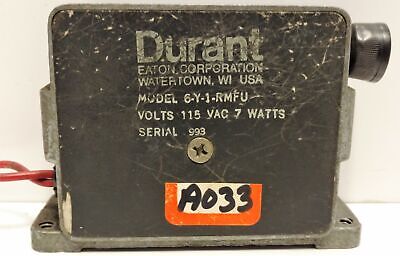 Durant
EATON CORPORATION
WATERTOWN, WI USA
MODEL 6-Y-1-RMFU
VOLTS 115 VAC 7 WATTS
SERIAL 993
A033